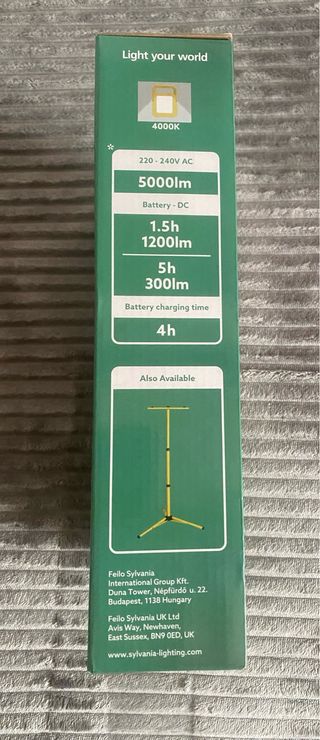 Light your world
4000K
*
220 - 240V AC
5000lm
Battery - DC
1.5h
1200lm
5h
300lm
Battery charging time
4h
Also Available
Feilo Sylvania
International Group Kft.
Duna Tower, Népfürdő u. 22.
Budapest, 1138 Hungary
Feilo Sylvania UK Ltd
Avis Way, Newhaven,
East Sussex, BN9 0ED, UK
www.sylvania-lighting.com